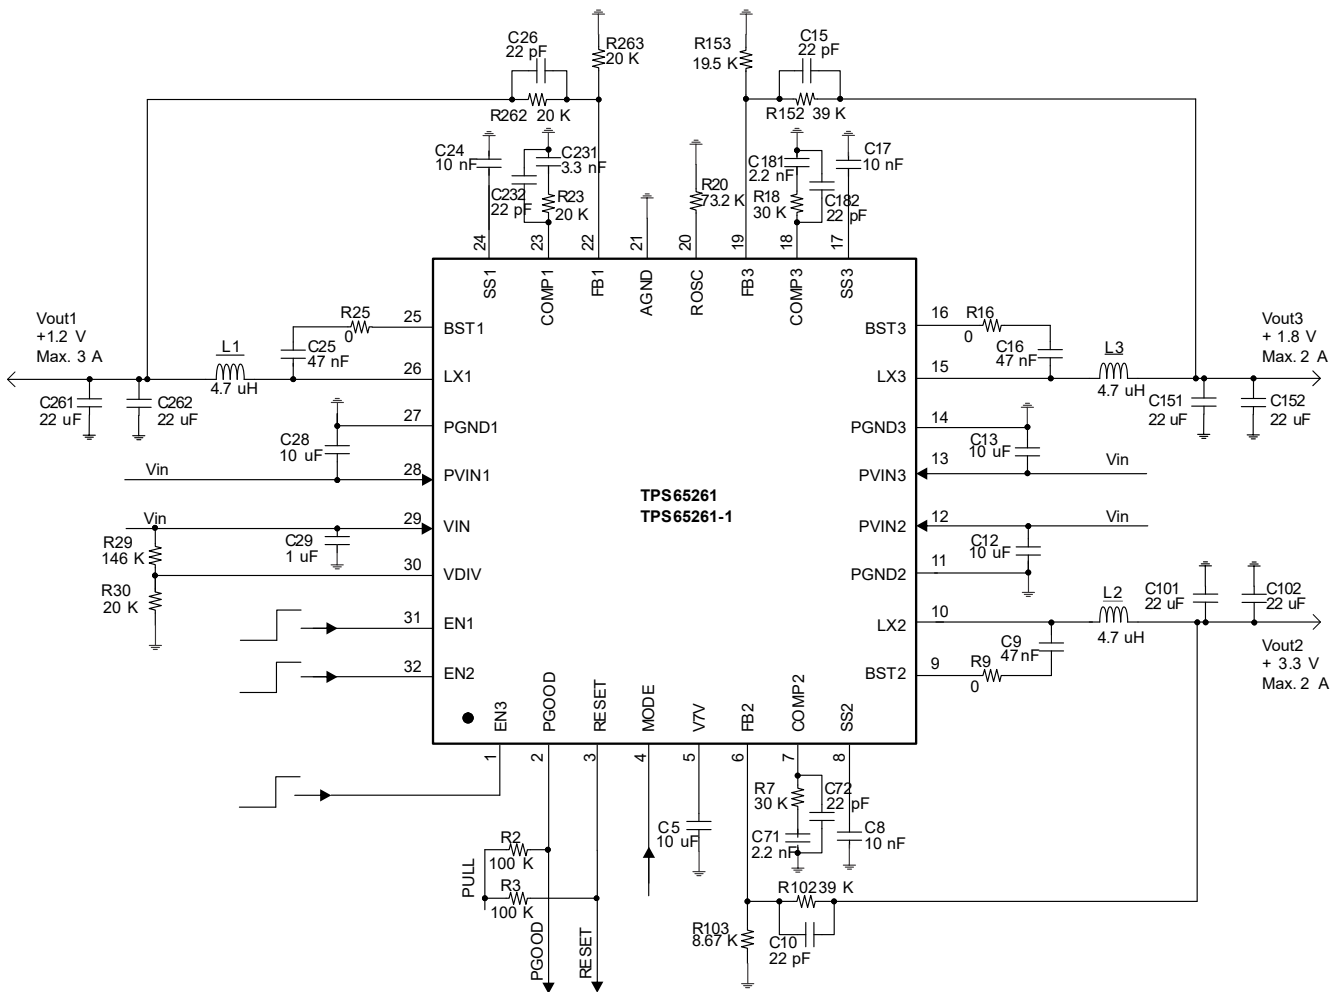 C26
22 pF
R263
20 K
R262 20 K
R153
19.5 K
C15
22 pF
R152 39 K
C24
10 nF
C231
3.3 nF
C232
22 pF
R23
20 K
R20
73.2 K
C181
2.2 nF
R18
30 K
C182
22 pF
C17
10 nF
24
23
22
21
20
19
18
17
SS1
COMP1
FB1
AGND
ROSC
FB3
COMP3
SS3
Vout1
+1.2 V
Max. 3 A
L1
4.7 uH
R25
0
C25
47 nF
C261
22 uF
C262
22 uF
25
BST1
26
LX1
27
PGND1
C28
10 uF
Vin
28
PVIN1
Vin
29
VIN
C29
1 uF
R29
146 K
30
VDIV
R30
20 K
31
EN1
32
EN2
TPS65261
TPS65261-1
BST3
16
R16
0
C16
47 nF
L3
4.7 uH
Vout3
+ 1.8 V
Max. 2 A
LX3
15
C151
22 uF
C152
22 uF
PGND3
14
C13
10 uF
PVIN3
13
Vin
PVIN2
12
Vin
C12
10 uF
PGND2
11
LX2
10
L2
4.7 uH
C101
22 uF
C102
22 uF
C9
47 nF
BST2
9
R9
0
Vout2
+ 3.3 V
Max. 2 A
EN3
PGOOD
RESET
MODE
V7V
FB2
COMP2
SS2
1
2
3
4
5
6
7
8
R2
100 K
R3
100 K
PULL
PGOOD
RESET
C5
10 uF
R7
30 K
C72
22 pF
C71
2.2 nF
C8
10 nF
R102 39 K
R103
8.67 K
C10
22 pF